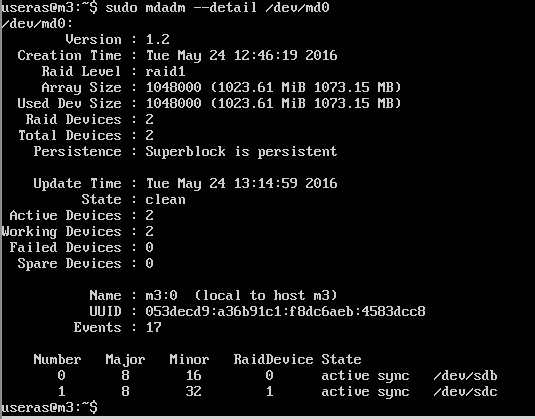 useras@m3:~$ sudo mdadm --detail /dev/md0
/dev/md0:
Version : 1.2
Creation Time : Tue May 24 12:46:19 2016
Raid Level : raid1
Array Size : 1048000 (1023.61 MiB 1073.15 MB)
Used Dev Size : 1048000 (1023.61 MiB 1073.15 MB)
Raid Devices : 2
Total Devices : 2
Persistence : Superblock is persistent
Update Time : Tue May 24 13:14:59 2016
State : clean
Active Devices : 2
Working Devices : 2
Failed Devices : 0
Spare Devices : 0
Name : m3:0  (local to host m3)
UUID : 053decd9:a36b91c1:f8dc6aeb:4583dcc8
Events : 17
Number   Major   Minor   RaidDevice State
0       8       16        0      active sync   /dev/sdb
1       8       32        1      active sync   /dev/sdc
useras@m3:~$